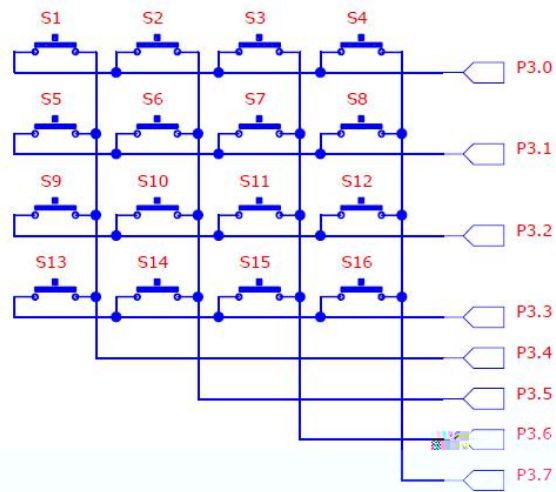 S1 S2 S3 S4
P3.0
S5 S6 S7 S8
P3.1
S9 S10 S11 S12
P3.2
S13 S14 S15 S16
P3.3
P3.4
P3.5
P3.6
P3.7